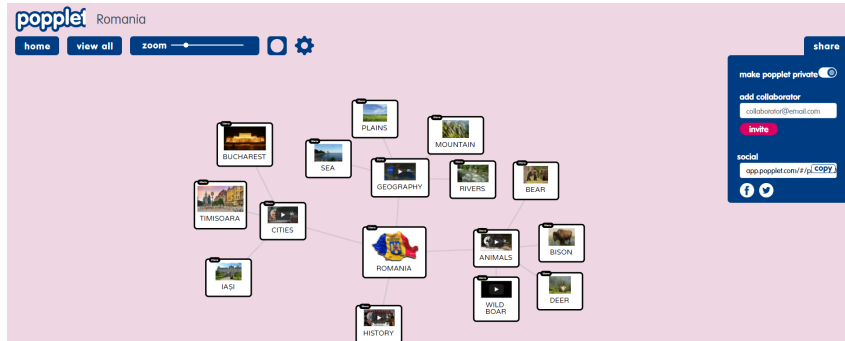 popplet Romania
home view all zoom
share
make popplet private
add collaborator
collaborator@email.com
invite
social
app.popplet.com/#/p
copy
PLAINS
MOUNTAIN
BUCHAREST
SEA
GEOGRAPHY
RIVERS
BEAR
TIMISOARA
CITIES
ROMANIA
ANIMALS
BISON
IAȘI
DEER
WILD
BOAR
HISTORY